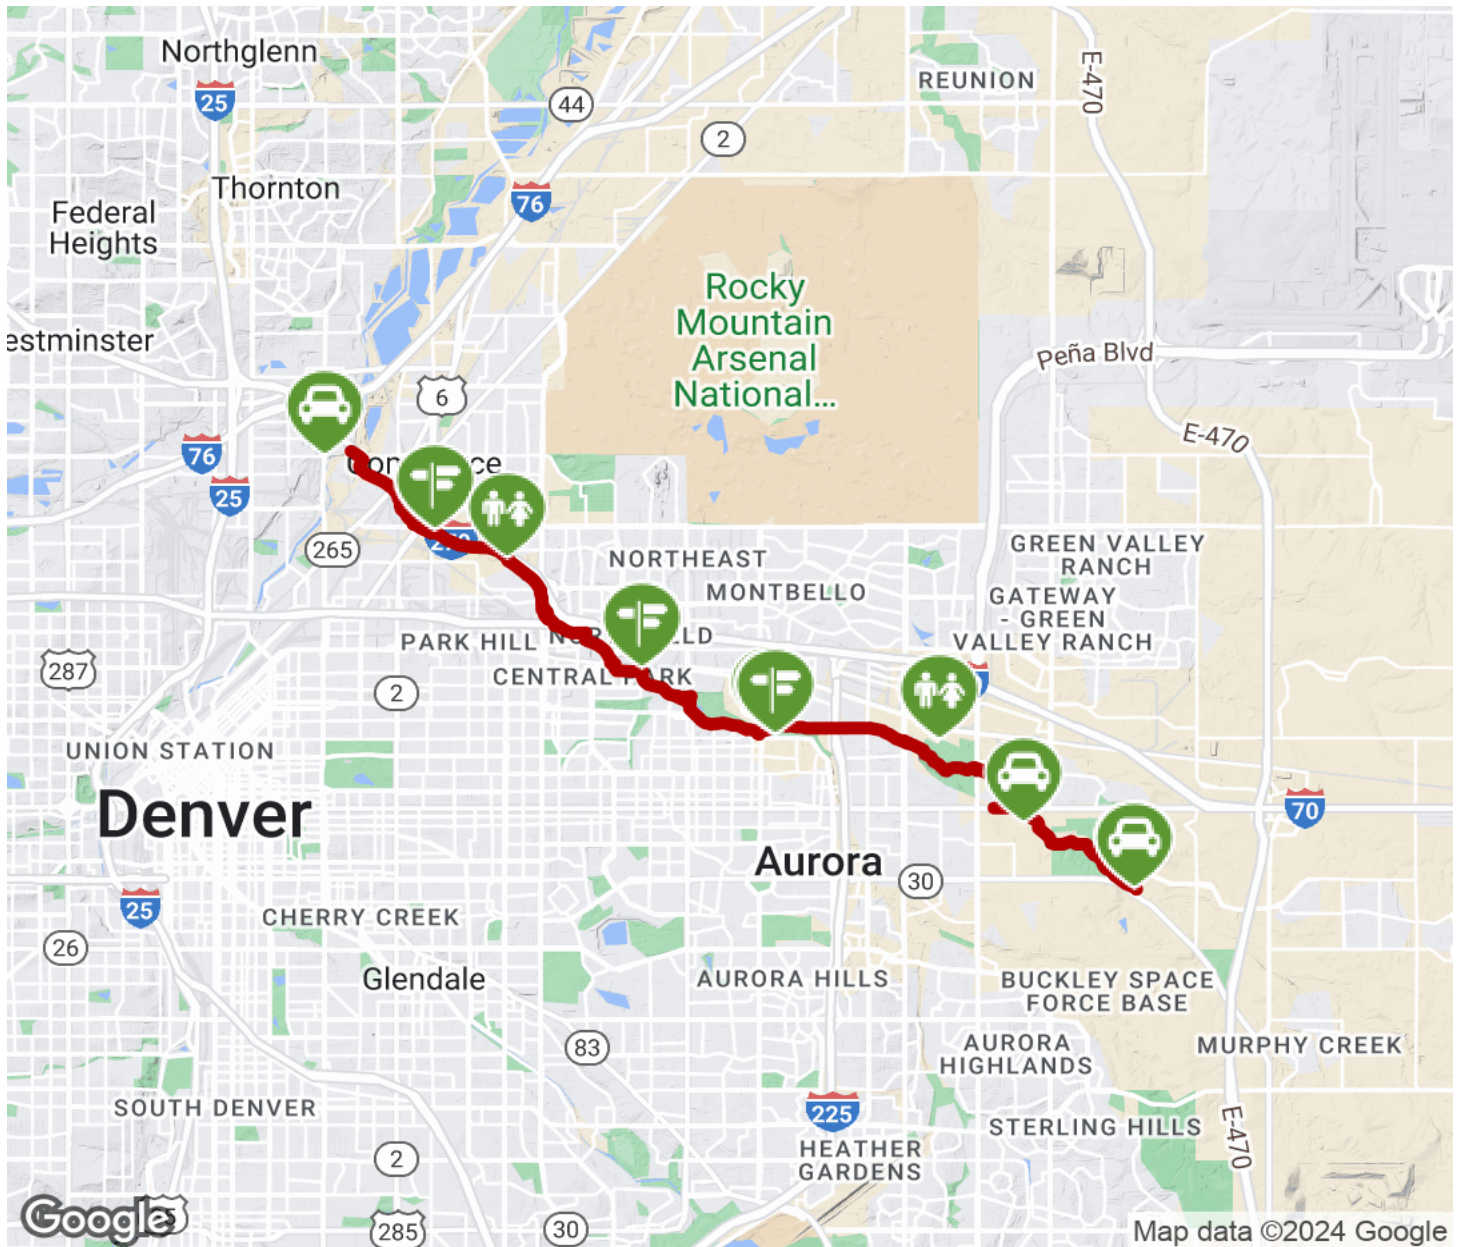 Northglenn
25
44
REUNION
E-470
2
Thornton
76
Federal
Heights
Rocky
Mountain
Arsenal
National...
estminster
Peña Blvd
6
E-470
76
25
265
NORTHEAST
MONTBELLO
GREEN VALLEY
RANCH
GATEWAY
- GREEN
VALLEY RANCH
PARK HILL
CENTRAL PARK
287
2
UNION STATION
Denver
70
Aurora
30
25
CHERRY CREEK
26
Glendale
AURORA HILLS
BUCKLEY SPACE
FORCE BASE
83
AURORA
HIGHLANDS
MURPHY CREEK
225
SOUTH DENVER
STERLING HILLS
E-470
2
HEATHER
GARDENS
Google
285
30
Map data ©2024 Google